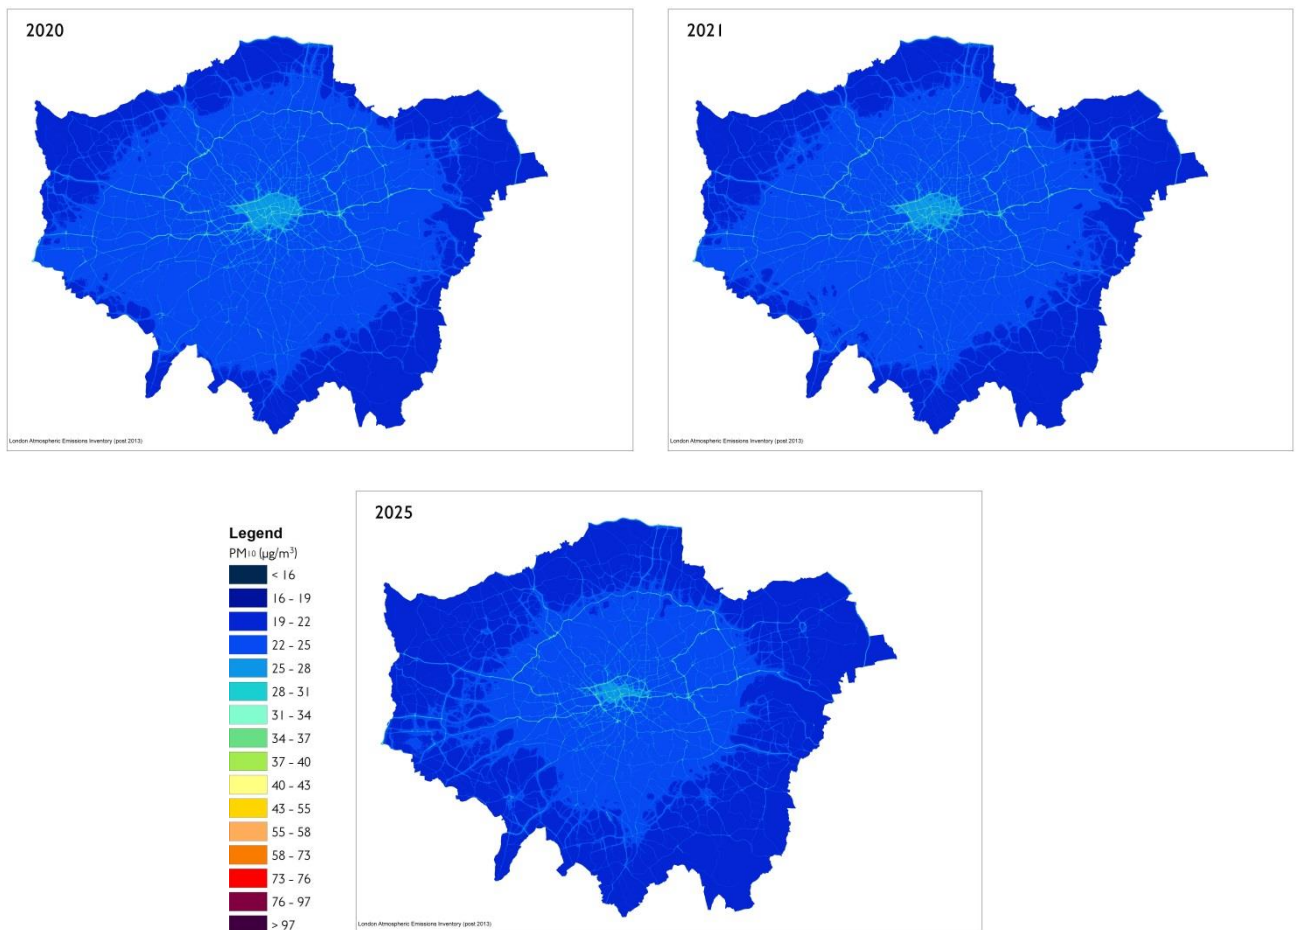 2020
2021
London Atmospheric Emissions Inventory (post 2013)
London Atmospheric Emissions Inventory (post 2013)
2025
Legend
PM10 (µg/m³)
< 16
16 - 19
19 - 22
22 - 25
25 - 28
28 - 31
31 - 34
34 - 37
37 - 40
40 - 43
43 - 55
55 - 58
58 - 73
73 - 76
76 - 97
> 97
London Atmospheric Emissions Inventory (post 2013)